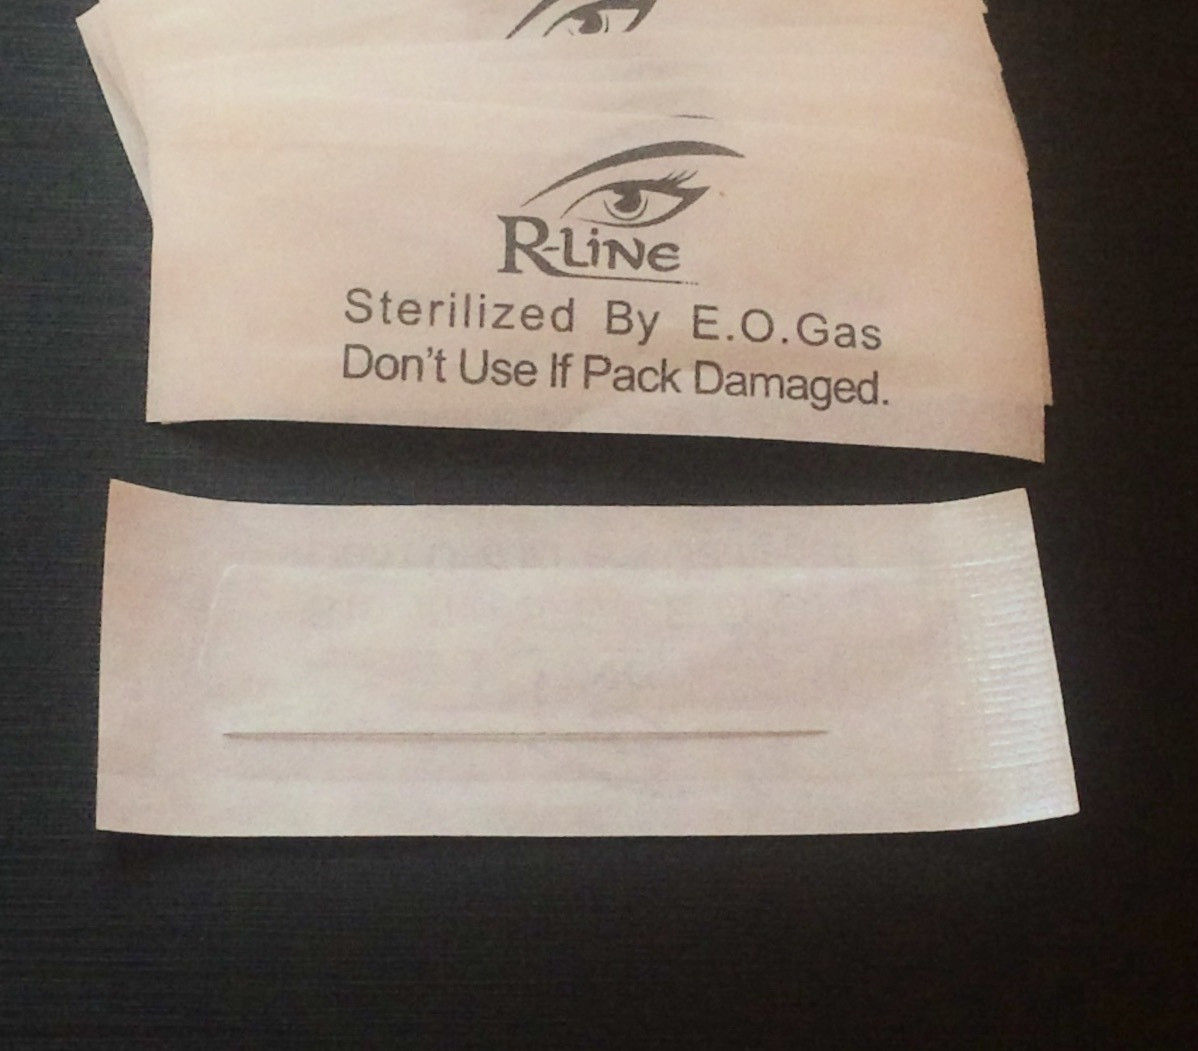 R-LiNE
Sterilized By E.O.Gas
Don't Use If Pack Damaged.